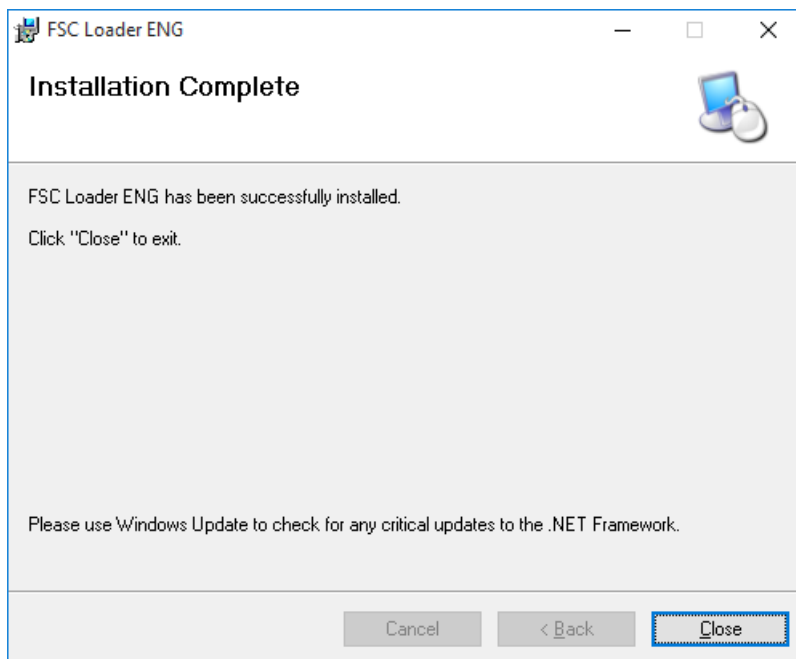 FSC Loader ENG
Installation Complete
FSC Loader ENG has been successfully installed.
Click "Close" to exit.
Please use Windows Update to check for any critical updates to the .NET Framework.
Cancel
< Back
Close